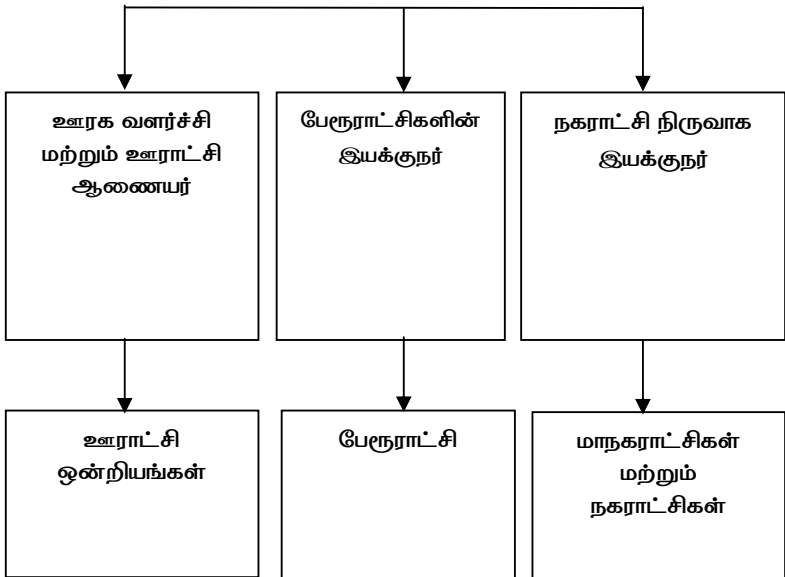 ஊரக வளர்ச்சி
மற்றும் ஊராட்சி
ஆணையர்
பேரூராட்சிகளின்
இயக்குநர்
நகராட்சி நிருவாக
இயக்குநர்
ஊராட்சி
ஒன்றியங்கள்
பேரூராட்சி
மாநகராட்சிகள்
மற்றும்
நகராட்சிகள்